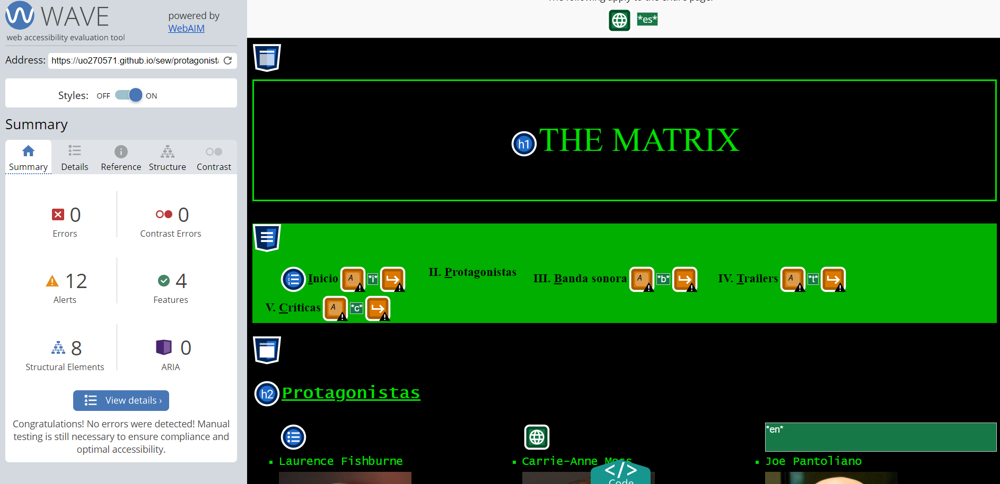 WAVE
powered by
WebAIM
web accessibility evaluation tool
Address: https://uo270571.github.io/sew/protagonist
Styles: OFF ON
Summary
Summary Details Reference Structure Contrast
0
Errors
0
Contrast Errors
12
Alerts
4
Features
8
Structural Elements
0
ARIA
View details ›
Congratulations! No errors were detected! Manual
testing is still necessary to ensure compliance and
optimal accessibility.
The following apply to the entire page:
*es*
h1 THE MATRIX
Inicio A *i* II. Protagonistas III. Banda sonora A *b* IV. Trailers A *t*
V. Críticas A *c*
h2 Protagonistas
*en*
Laurence Fishburne Carrie-Anne Moss Joe Pantoliano
</> Code